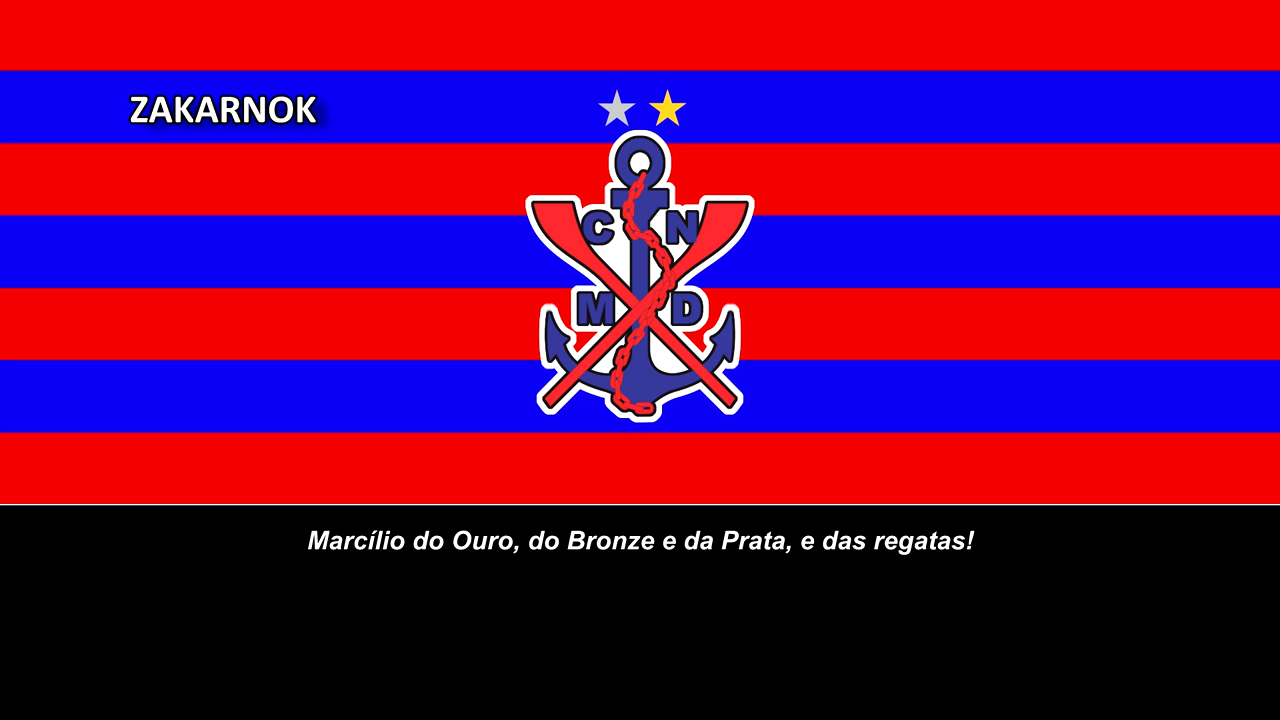 ZAKARNOK
C N
M D
Marcílio do Ouro, do Bronze e da Prata, e das regatas!